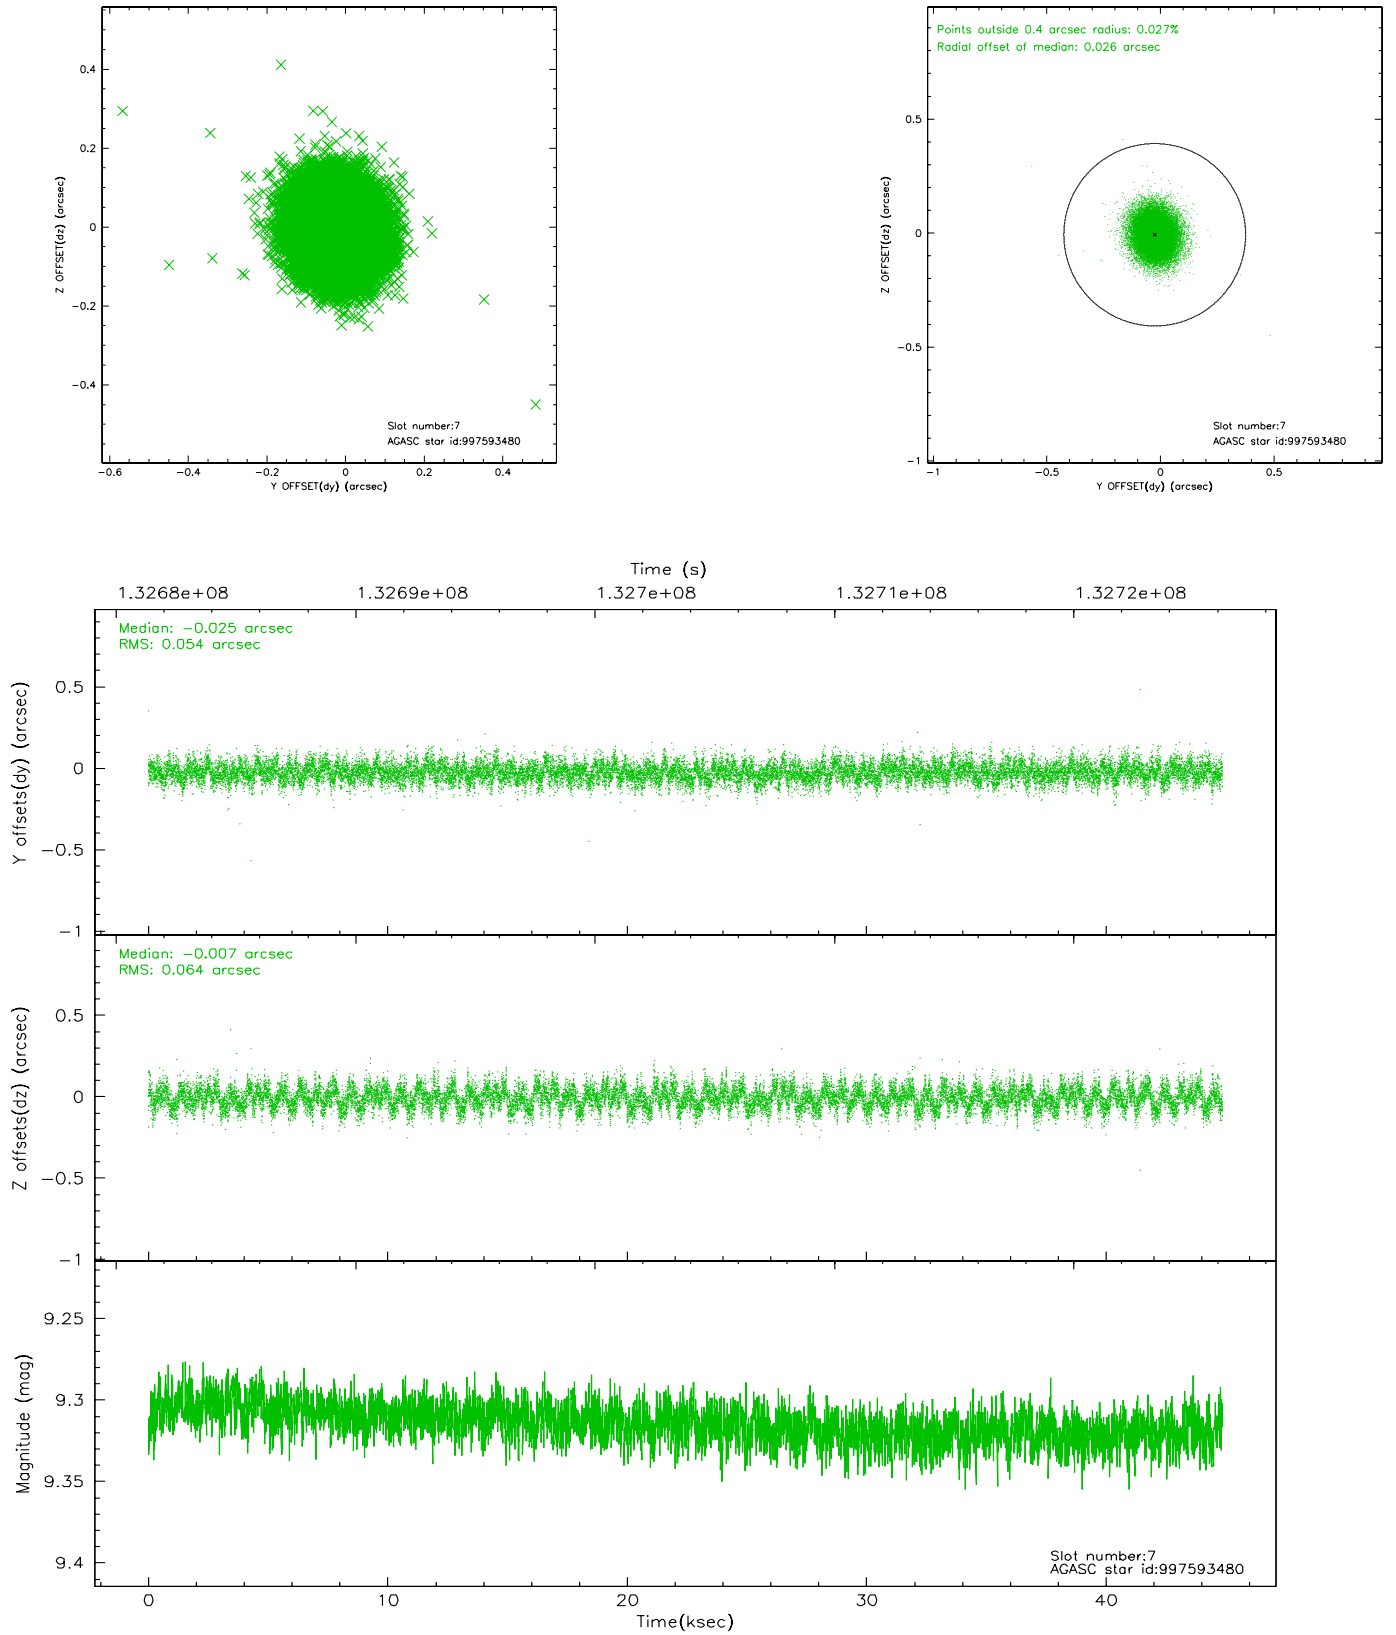 0.4
0.2
0
−0.2
−0.4
Z OFFSET(dz) (arcsec)
Slot number:7
AGASC star id:997593480
−0.6 −0.4 −0.2 0 0.2 0.4
Y OFFSET(dy) (arcsec)
Points outside 0.4 arcsec radius: 0.027%
Radial offset of median: 0.026 arcsec
0.5
0
−0.5
−1
Z OFFSET(dz) (arcsec)
Slot number:7
AGASC star id:997593480
−1 −0.5 0 0.5
Y OFFSET(dy) (arcsec)
Time (s)
1.3268e+08 1.3269e+08 1.327e+08 1.3271e+08 1.3272e+08
Median: −0.025 arcsec
RMS: 0.054 arcsec
0.5
0
−0.5
−1
Y offsets(dy) (arcsec)
Median: −0.007 arcsec
RMS: 0.064 arcsec
0.5
0
−0.5
−1
Z offsets(dz) (arcsec)
9.25
9.3
9.35
9.4
Magnitude (mag)
Slot number:7
AGASC star id:997593480
0 10 20 30 40
Time(ksec)